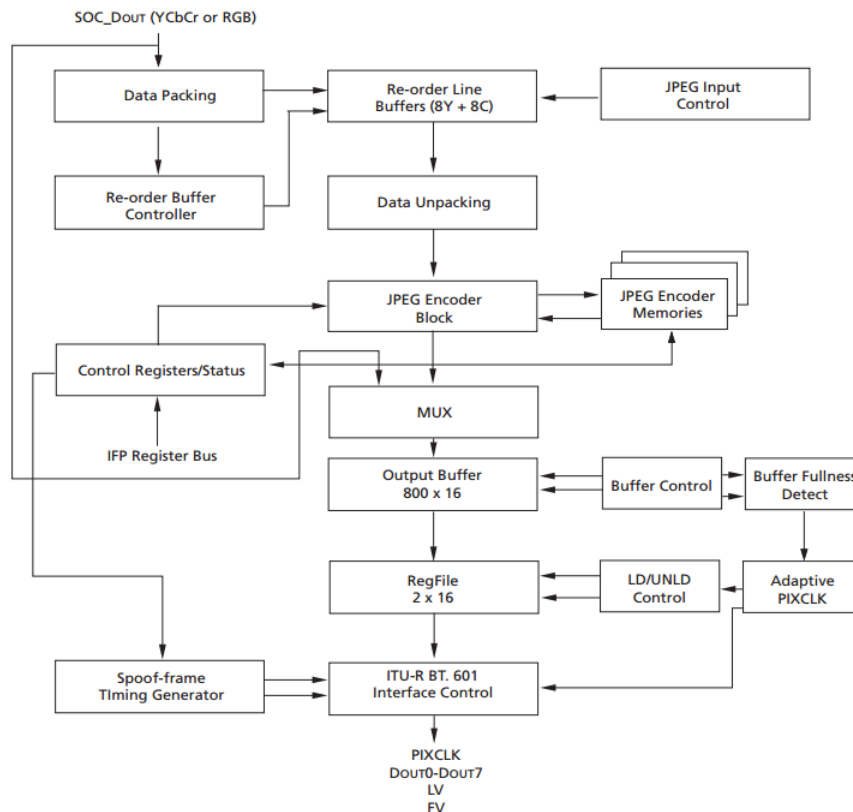 SOC_DOUT (YCbCr or RGB)
Data Packing
Re-order Line
Buffers (8Y + 8C)
JPEG Input
Control
Re-order Buffer
Controller
Data Unpacking
JPEG Encoder
Block
JPEG Encoder
Memories
Control Registers/Status
MUX
IFP Register Bus
Output Buffer
800 x 16
Buffer Control
Buffer Fullness
Detect
RegFile
2 x 16
LD/UNLD
Control
Adaptive
PIXCLK
Spoof-frame
TIming Generator
ITU-R BT. 601
Interface Control
PIXCLK
DOUT0-DOUT7
LV
FV